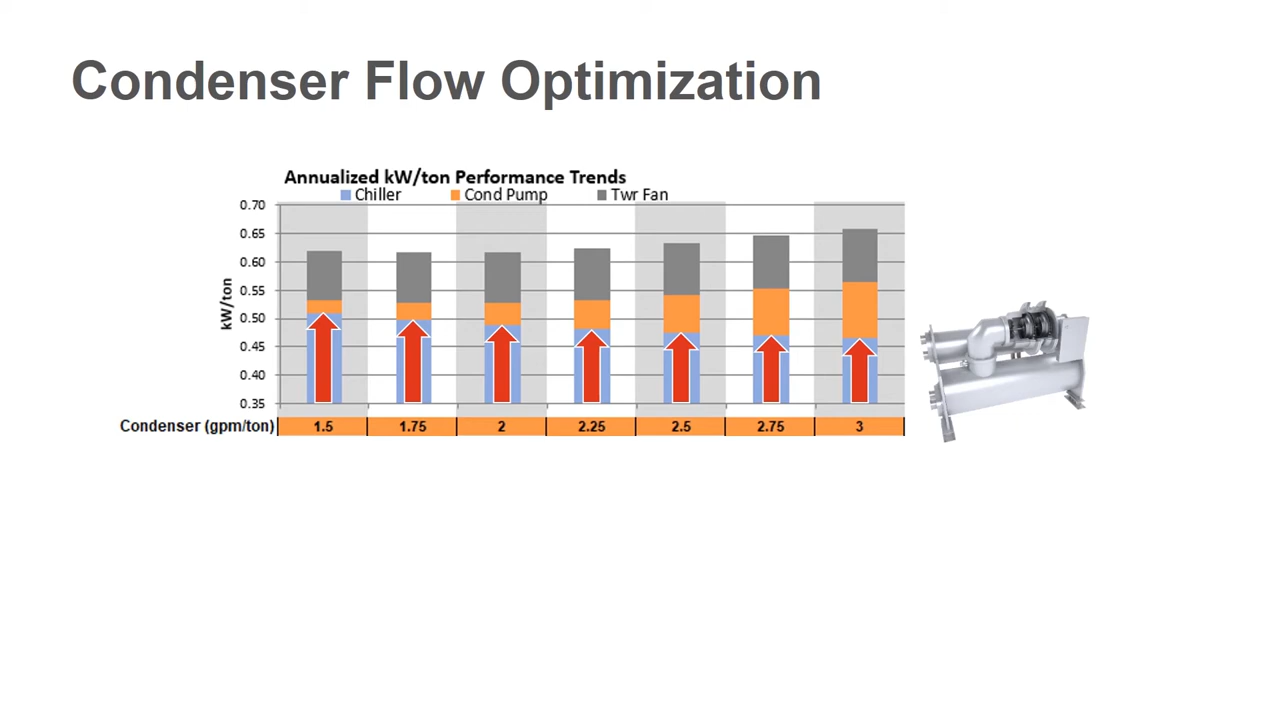 Condenser Flow Optimization
Annualized kW/ton Performance Trends
Chiller Cond Pump Twr Fan
0.70
0.65
0.60
0.55
0.50
0.45
0.40
0.35
kW/ton
Condenser (gpm/ton) 1.5 1.75 2 2.25 2.5 2.75 3